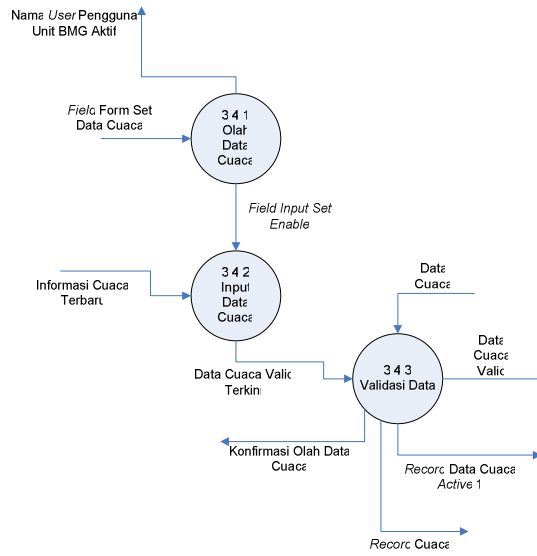 Nama User Pengguna
Unit BMG Aktif
Field Form Set
Data Cuaca
3 4 1
Olah
Data
Cuaca
Field Input Set
Enable
Informasi Cuaca
Terbaru
3 4 2
Input
Data
Cuaca
Data
Cuaca
Data Cuaca Valid
Terkini
3 4 3
Validasi Data
Data
Cuaca
Valid
Konfirmasi Olah Data
Cuaca
Record Data Cuaca
Active 1
Record Cuaca